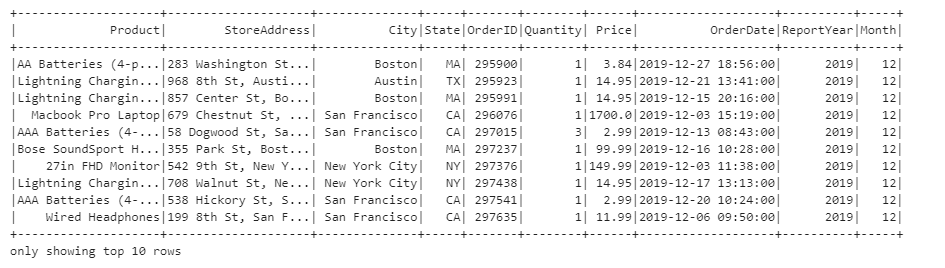 +--------------------+--------------------+-------------+-----+-------+--------+------+-------------------+----------+-----+
|             Product|        StoreAddress|         City|State|OrderID|Quantity| Price|          OrderDate|ReportYear|Month|
+--------------------+--------------------+-------------+-----+-------+--------+------+-------------------+----------+-----+
|AA Batteries (4-p...|283 Washington St...|       Boston|   MA| 295900|       1|  3.84|2019-12-27 18:56:00|      2019|   12|
|Lightning Chargin...|968 8th St, Austi...|       Austin|   TX| 295923|       1| 14.95|2019-12-21 13:41:00|      2019|   12|
|Lightning Chargin...|857 Center St, Bo...|       Boston|   MA| 295991|       1| 14.95|2019-12-15 20:16:00|      2019|   12|
|  Macbook Pro Laptop|679 Chestnut St, ...|San Francisco|   CA| 296076|       1|1700.0|2019-12-03 15:19:00|      2019|   12|
|AAA Batteries (4-...|58 Dogwood St, Sa...|San Francisco|   CA| 297015|       3|  2.99|2019-12-13 08:43:00|      2019|   12|
|Bose SoundSport H...|355 Park St, Bost...|       Boston|   MA| 297237|       1| 99.99|2019-12-16 10:28:00|      2019|   12|
|    27in FHD Monitor|542 9th St, New Y...|New York City|   NY| 297376|       1|149.99|2019-12-03 11:38:00|      2019|   12|
|Lightning Chargin...|708 Walnut St, Ne...|New York City|   NY| 297438|       1| 14.95|2019-12-17 13:13:00|      2019|   12|
|AAA Batteries (4-...|538 Hickory St, S...|San Francisco|   CA| 297541|       1|  2.99|2019-12-20 10:24:00|      2019|   12|
|    Wired Headphones|199 8th St, San F...|San Francisco|   CA| 297635|       1| 11.99|2019-12-06 09:50:00|      2019|   12|
+--------------------+--------------------+-------------+-----+-------+--------+------+-------------------+----------+-----+
only showing top 10 rows